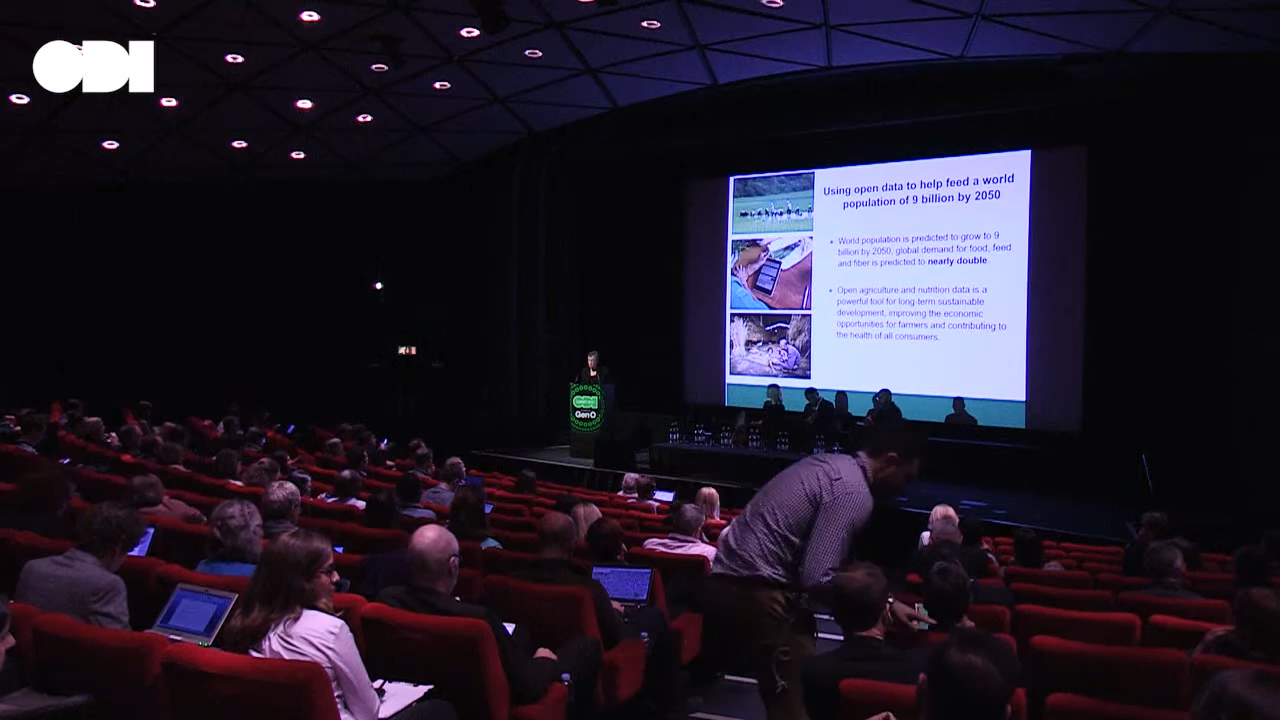 ODI
Using open data to help feed a world
population of 9 billion by 2050
• World population is predicted to grow to 9
billion by 2050, global demand for food, feed
and fiber is predicted to nearly double.
• Open agriculture and nutrition data is a
powerful tool for long-term sustainable
development, improving the economic
opportunities for farmers and contributing to
the health of all consumers.
ODI
GenO